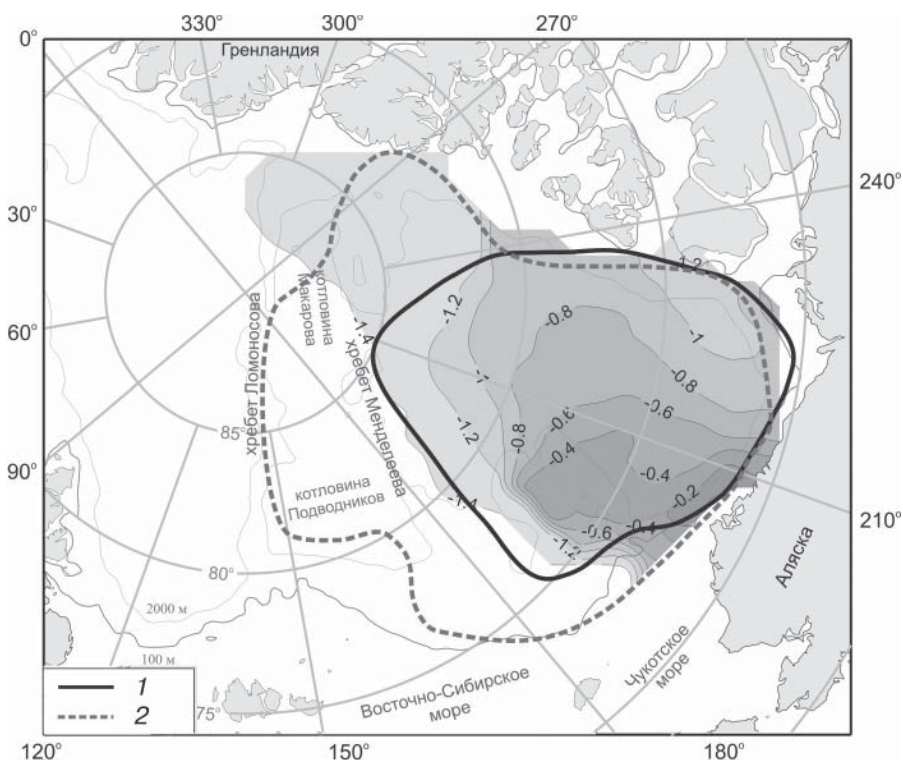 330° 300° 270°
0°
Гренландия
240°
30°
-1.2
-1.2
-0.8
-1
котловина
Макарова
-1.4
60°
хребет Ломоносова
хребет Менделеева
-1
-0.8
-0.6
-0.6
-1.2
-0.8
-0.4
85°
-0.4
90°
котловина
Подводников
-1.4
-0.2
-0.4
-0.6
-1.2
210°
Аляска
80°
2000 м
100 м
Чукотское
море
Восточно-Сибирское
море
1
2
75°
120° 150° 180°